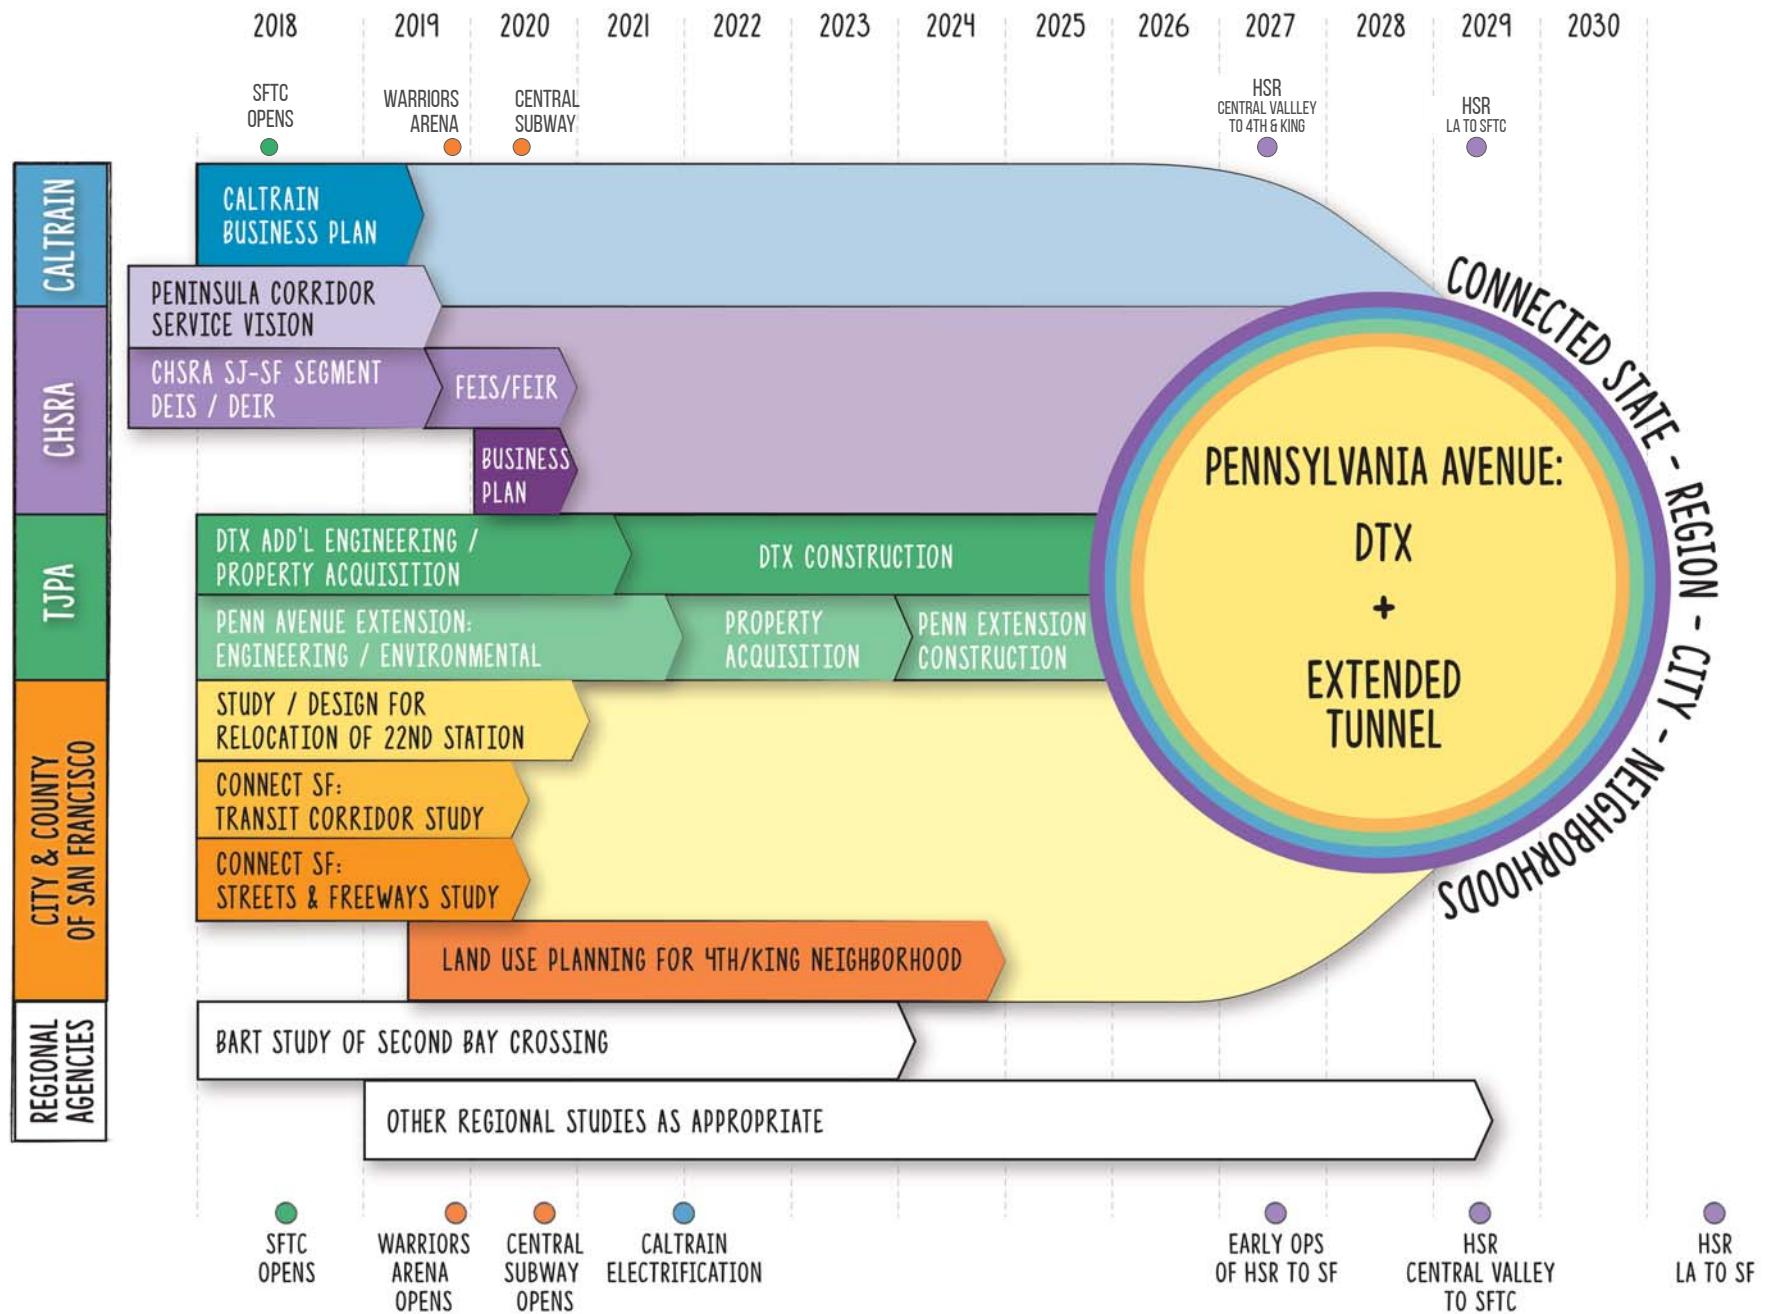 2018 2019 2020 2021 2022 2023 2024 2025 2026 2027 2028 2029 2030
SFTC
OPENS
WARRIORS
ARENA
CENTRAL
SUBWAY
HSR
CENTRAL VALLLEY
TO 4TH & KING
HSR
LA TO SFTC
CALTRAIN
CALTRAIN
BUSINESS PLAN
PENINSULA CORRIDOR
SERVICE VISION
CHSRA
CHSRA SJ-SF SEGMENT
DEIS / DEIR
FEIS/FEIR
BUSINESS
PLAN
TJPA
DTX ADD'L ENGINEERING /
PROPERTY ACQUISITION
DTX CONSTRUCTION
PENN AVENUE EXTENSION:
ENGINEERING / ENVIRONMENTAL
PROPERTY
ACQUISITION
PENN EXTENSION
CONSTRUCTION
CITY & COUNTY
OF SAN FRANCISCO
STUDY / DESIGN FOR
RELOCATION OF 22ND STATION
CONNECT SF:
TRANSIT CORRIDOR STUDY
CONNECT SF:
STREETS & FREEWAYS STUDY
LAND USE PLANNING FOR 4TH/KING NEIGHBORHOOD
REGIONAL
AGENCIES
BART STUDY OF SECOND BAY CROSSING
OTHER REGIONAL STUDIES AS APPROPRIATE
PENNSYLVANIA AVENUE:
DTX
+
EXTENDED
TUNNEL
CONNECTED STATE - REGION - CITY - NEIGHBORHOODS
SFTC
OPENS
WARRIORS
ARENA
OPENS
CENTRAL
SUBWAY
OPENS
CALTRAIN
ELECTRIFICATION
EARLY OPS
OF HSR TO SF
HSR
CENTRAL VALLEY
TO SFTC
HSR
LA TO SF